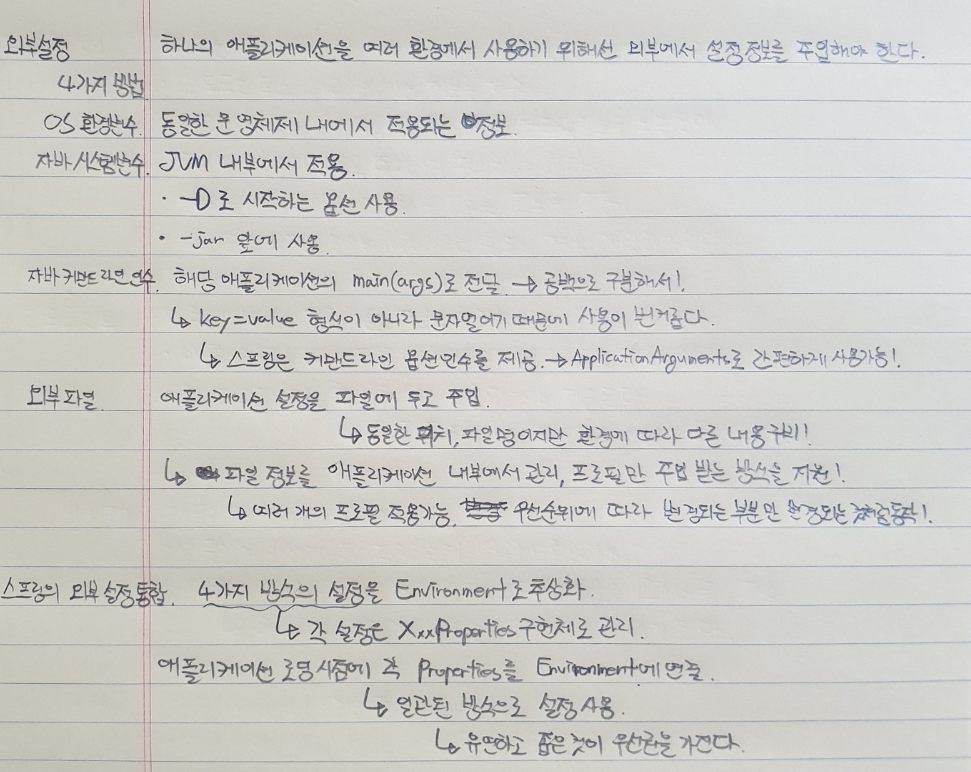 외부설정 하나의 애플리케이션을 여러 환경에서 사용하기 위해선 외부에서 설정정보를 주입해야 한다.
4가지 방법
OS 환경변수. 동일한 운영체제 내에서 적용되는 정보.
자바 시스템변수. JVM 내부에서 적용.
· -D로 시작하는 옵션 사용.
· -jar 앞에 사용.
자바 커맨드라인 인수. 해당 애플리케이션의 main(args)로 전달 → 공백으로 구분해서!
↳ key=value 형식이 아니라 문자열이기 때문에 사용이 번거롭다.
↳ 스프링은 커맨드라인 옵션인수를 제공. → ApplicationArguments로 간편하게 사용가능!
외부파일. 애플리케이션 설정을 파일에 두고 주입.
↳ 동일한 위치, 파일명이지만 환경에 따라 다른 내용
↳ 파일 정보를 애플리케이션 내부에서 관리, 프로필만 주입 받는 방식을 지원!
↳ 여러 개의 프로필 적용가능. 우선순위에 따라 변경되는 부분만 변경되는 것처럼 동작!
스프링의 외부 설정 통합. 4가지 방식의 설정을 Environment로 추상화.
↳ 각 설정은 XxxProperties 구현체로 관리.
애플리케이션 로딩 시점에 각 Properties를 Environment에 연결.
↳ 일관된 방식으로 설정 사용.
↳ 유연하고 좁은 것이 우선권을 가진다.